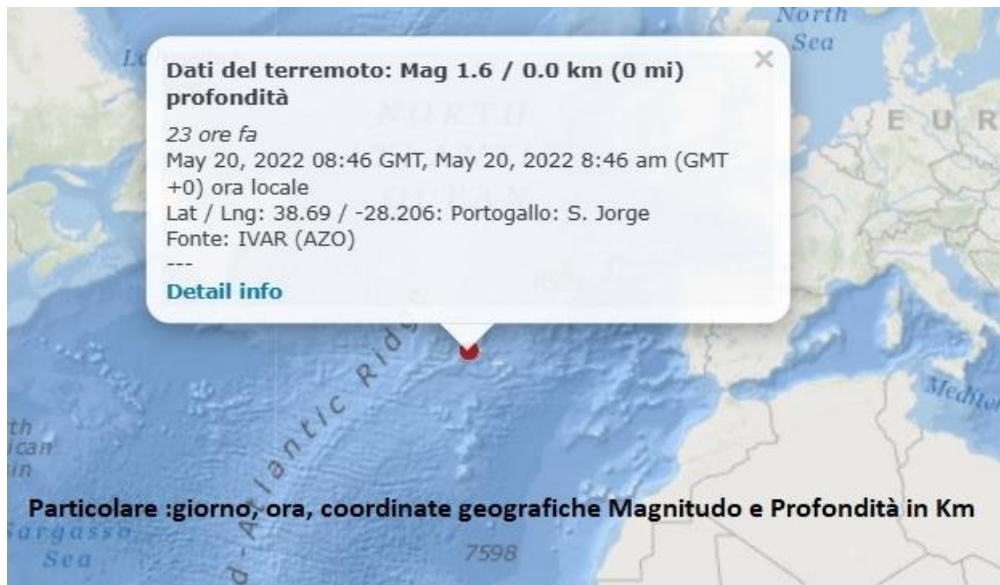 North
Sea
Dati del terremoto: Mag 1.6 / 0.0 km (0 mi)
profondità
×
23 ore fa
May 20, 2022 08:46 GMT, May 20, 2022 8:46 am (GMT
+0) ora locale
Lat / Lng: 38.69 / -28.206: Portogallo: S. Jorge
Fonte: IVAR (AZO)
---
Detail info
E U R
NORTH
OCEAN
d-Atlantic Ridge
Particolare :giorno, ora, coordinate geografiche Magnitudo e Profondità in Km
Sargasso
Sea
7598